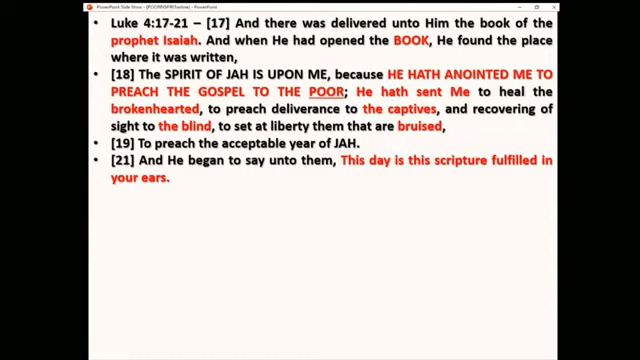 PowerPoint Slide Show - [POORINSPIRITwoline] - PowerPoint
• Luke 4:17-21 – [17] And there was delivered unto Him the book of the
prophet Isaiah. And when He had opened the BOOK, He found the place
where it was written,
• [18] The SPIRIT OF JAH IS UPON ME, because HE HATH ANOINTED ME TO
PREACH THE GOSPEL TO THE POOR; He hath sent Me to heal the
brokenhearted, to preach deliverance to the captives, and recovering of
sight to the blind, to set at liberty them that are bruised,
• [19] To preach the acceptable year of JAH.
• [21] And He began to say unto them, This day is this scripture fulfilled in
your ears.